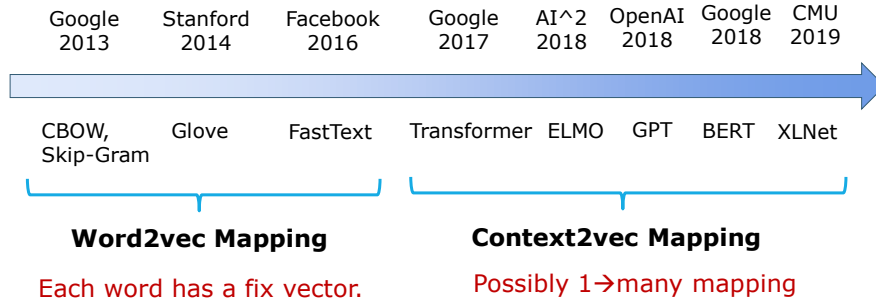 Google Stanford Facebook Google AI^2 OpenAI Google CMU
2013 2014 2016 2017 2018 2018 2018 2019
CBOW, Glove FastText Transformer ELMO GPT BERT XLNet
Skip-Gram
Word2vec Mapping Context2vec Mapping
Each word has a fix vector. Possibly 1→many mapping